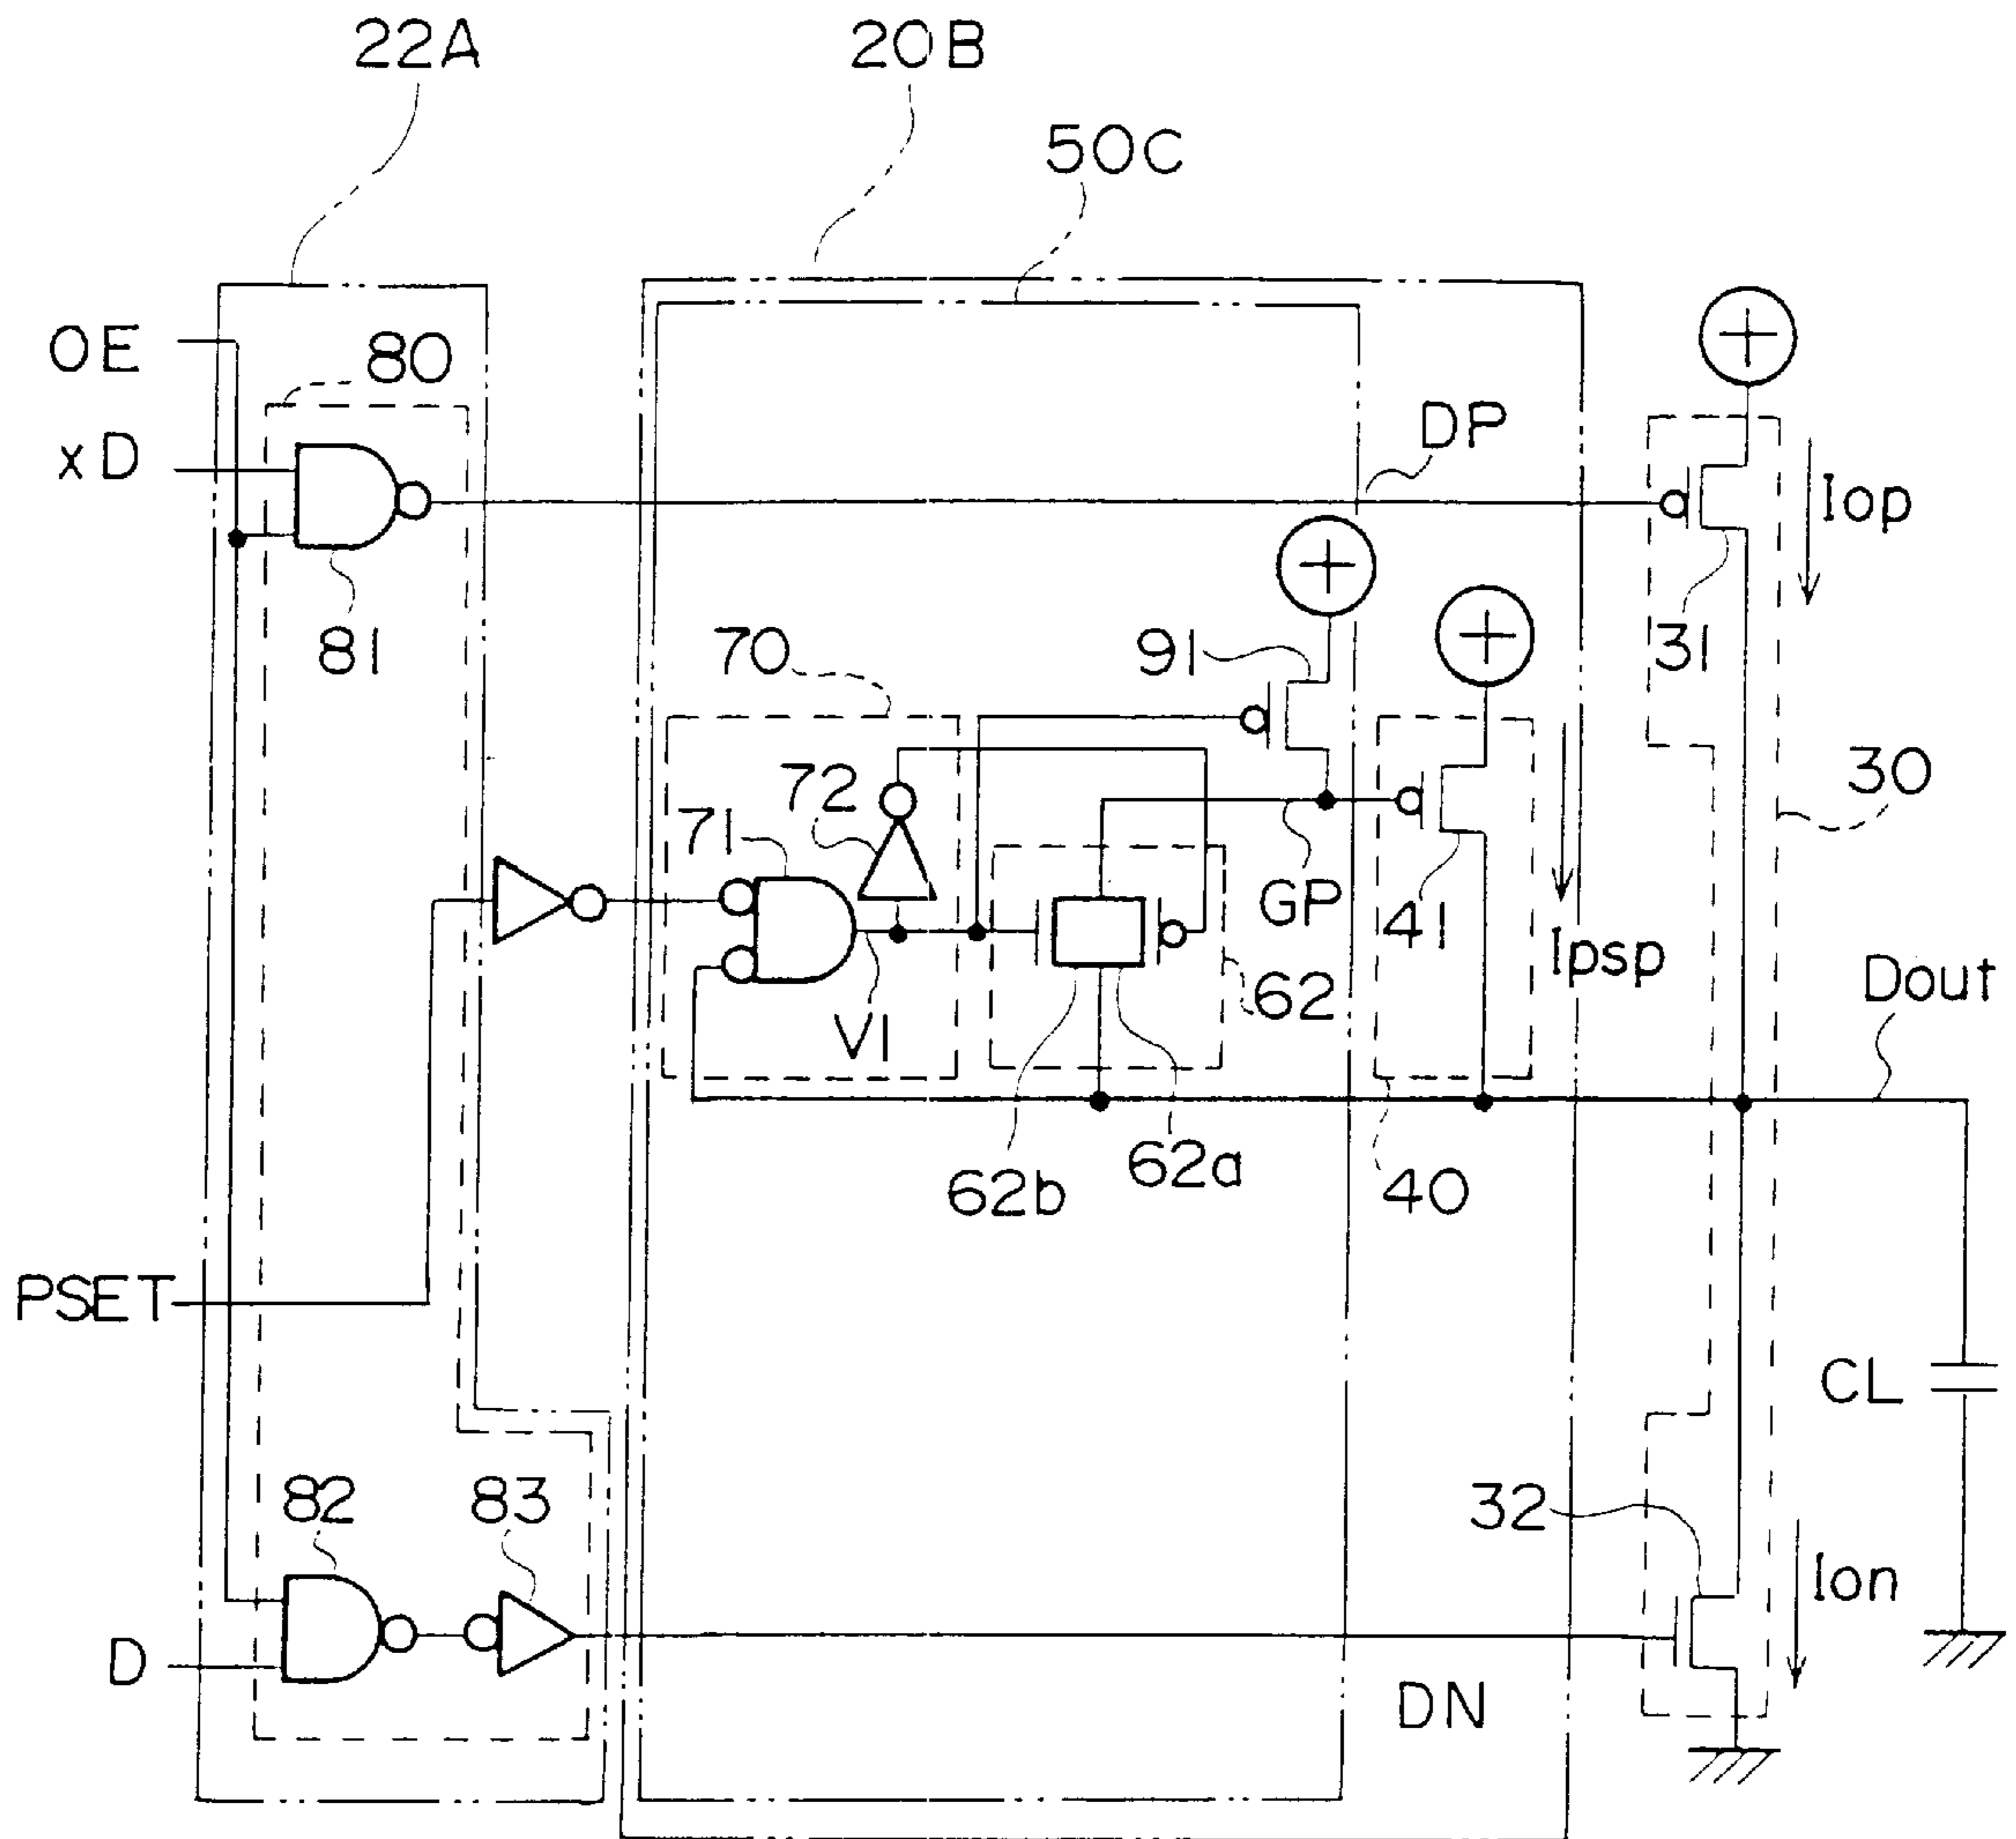 22A
20B
50C
OE
80
xD
DP
Iop
81
31
91
70
72
71
30
GP
41
Ipsp
62
V1
Dout
62b
62a
40
PSET
CL
82
83
32
Ion
D
DN